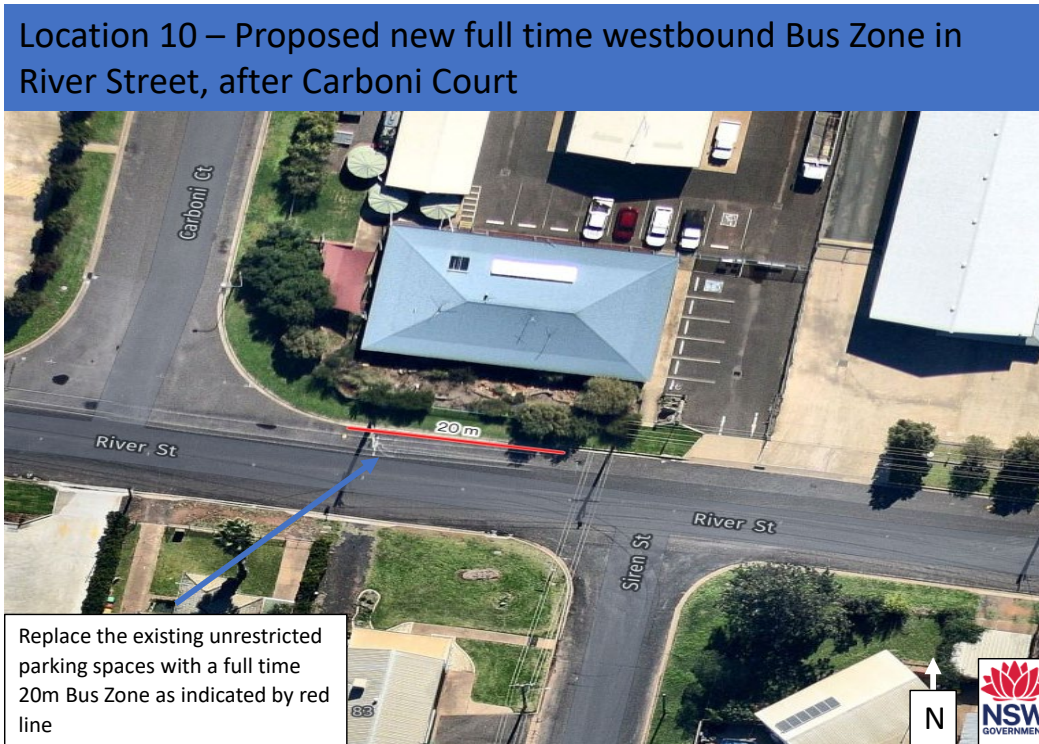 Location 10 – Proposed new full time westbound Bus Zone in
River Street, after Carboni Court
Carboni Ct
20 m
River St
River St
Siren St
Replace the existing unrestricted
parking spaces with a full time
20m Bus Zone as indicated by red
line
83
N
NSW
GOVERNMENT